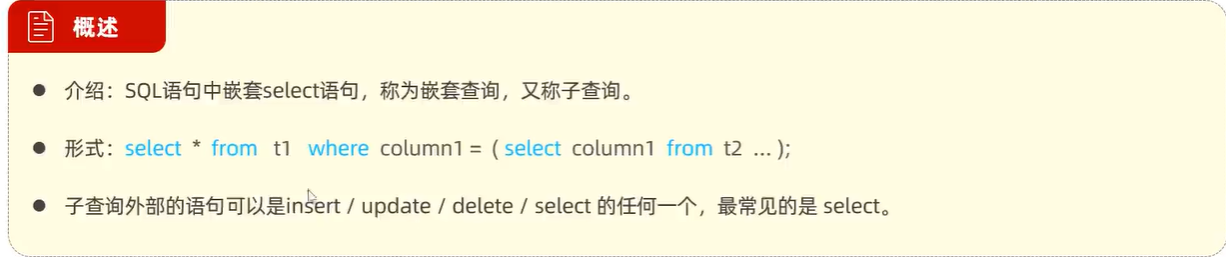 概述
介绍：SQL语句中嵌套select语句，称为嵌套查询，又称子查询。
形式：select * from t1 where column1 = ( select column1 from t2 … );
子查询外部的语句可以是insert / update / delete / select 的任何一个，最常见的是 select。